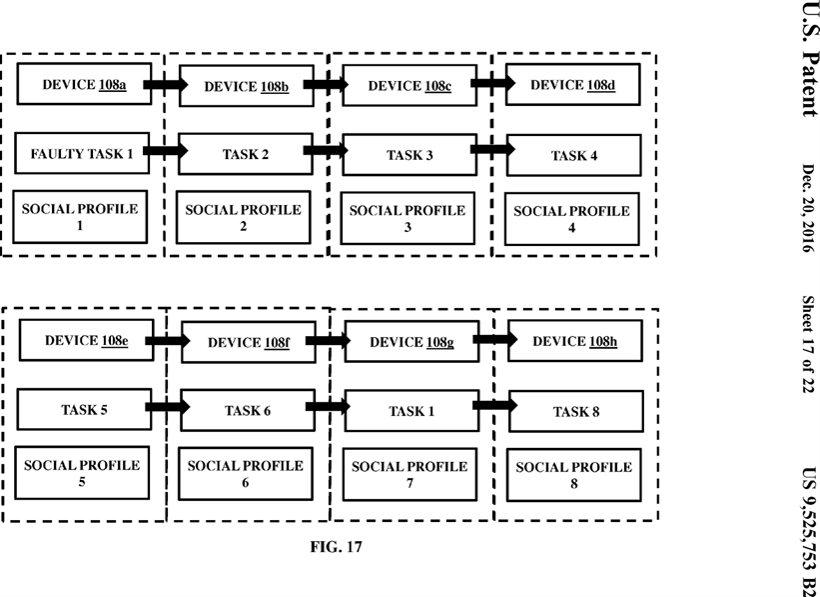 U.S. Patent Dec. 20, 2016 Sheet 17 of 22 US 9,525,753 B2
DEVICE 108a
DEVICE 108b
DEVICE 108c
DEVICE 108d
FAULTY TASK 1
TASK 2
TASK 3
TASK 4
SOCIAL PROFILE
1
SOCIAL PROFILE
2
SOCIAL PROFILE
3
SOCIAL PROFILE
4
DEVICE 108e
DEVICE 108f
DEVICE 108g
DEVICE 108h
TASK 5
TASK 6
TASK 1
TASK 8
SOCIAL PROFILE
5
SOCIAL PROFILE
6
SOCIAL PROFILE
7
SOCIAL PROFILE
8
FIG. 17